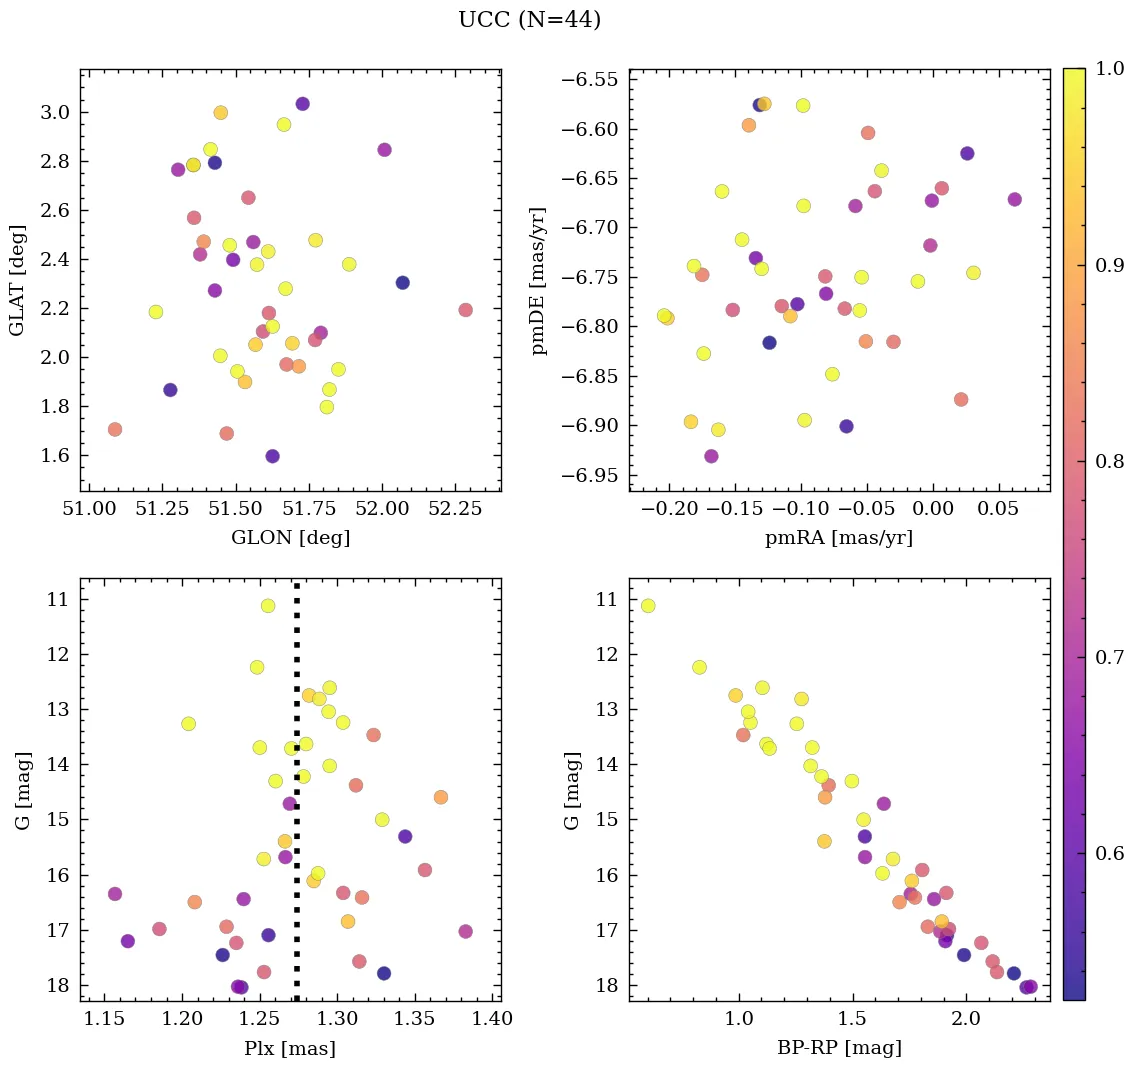 UCC (N=44)
3.0
2.8
2.6
2.4
2.2
2.0
1.8
1.6
GLAT [deg]
51.00 51.25 51.50 51.75 52.00 52.25
GLON [deg]
−6.55
−6.60
−6.65
−6.70
−6.75
−6.80
−6.85
−6.90
−6.95
pmDE [mas/yr]
−0.20 −0.15 −0.10 −0.05 0.00 0.05
pmRA [mas/yr]
11
12
13
14
15
16
17
18
G [mag]
1.15 1.20 1.25 1.30 1.35 1.40
Plx [mas]
11
12
13
14
15
16
17
18
G [mag]
1.0 1.5 2.0
BP-RP [mag]
1.0
0.9
0.8
0.7
0.6